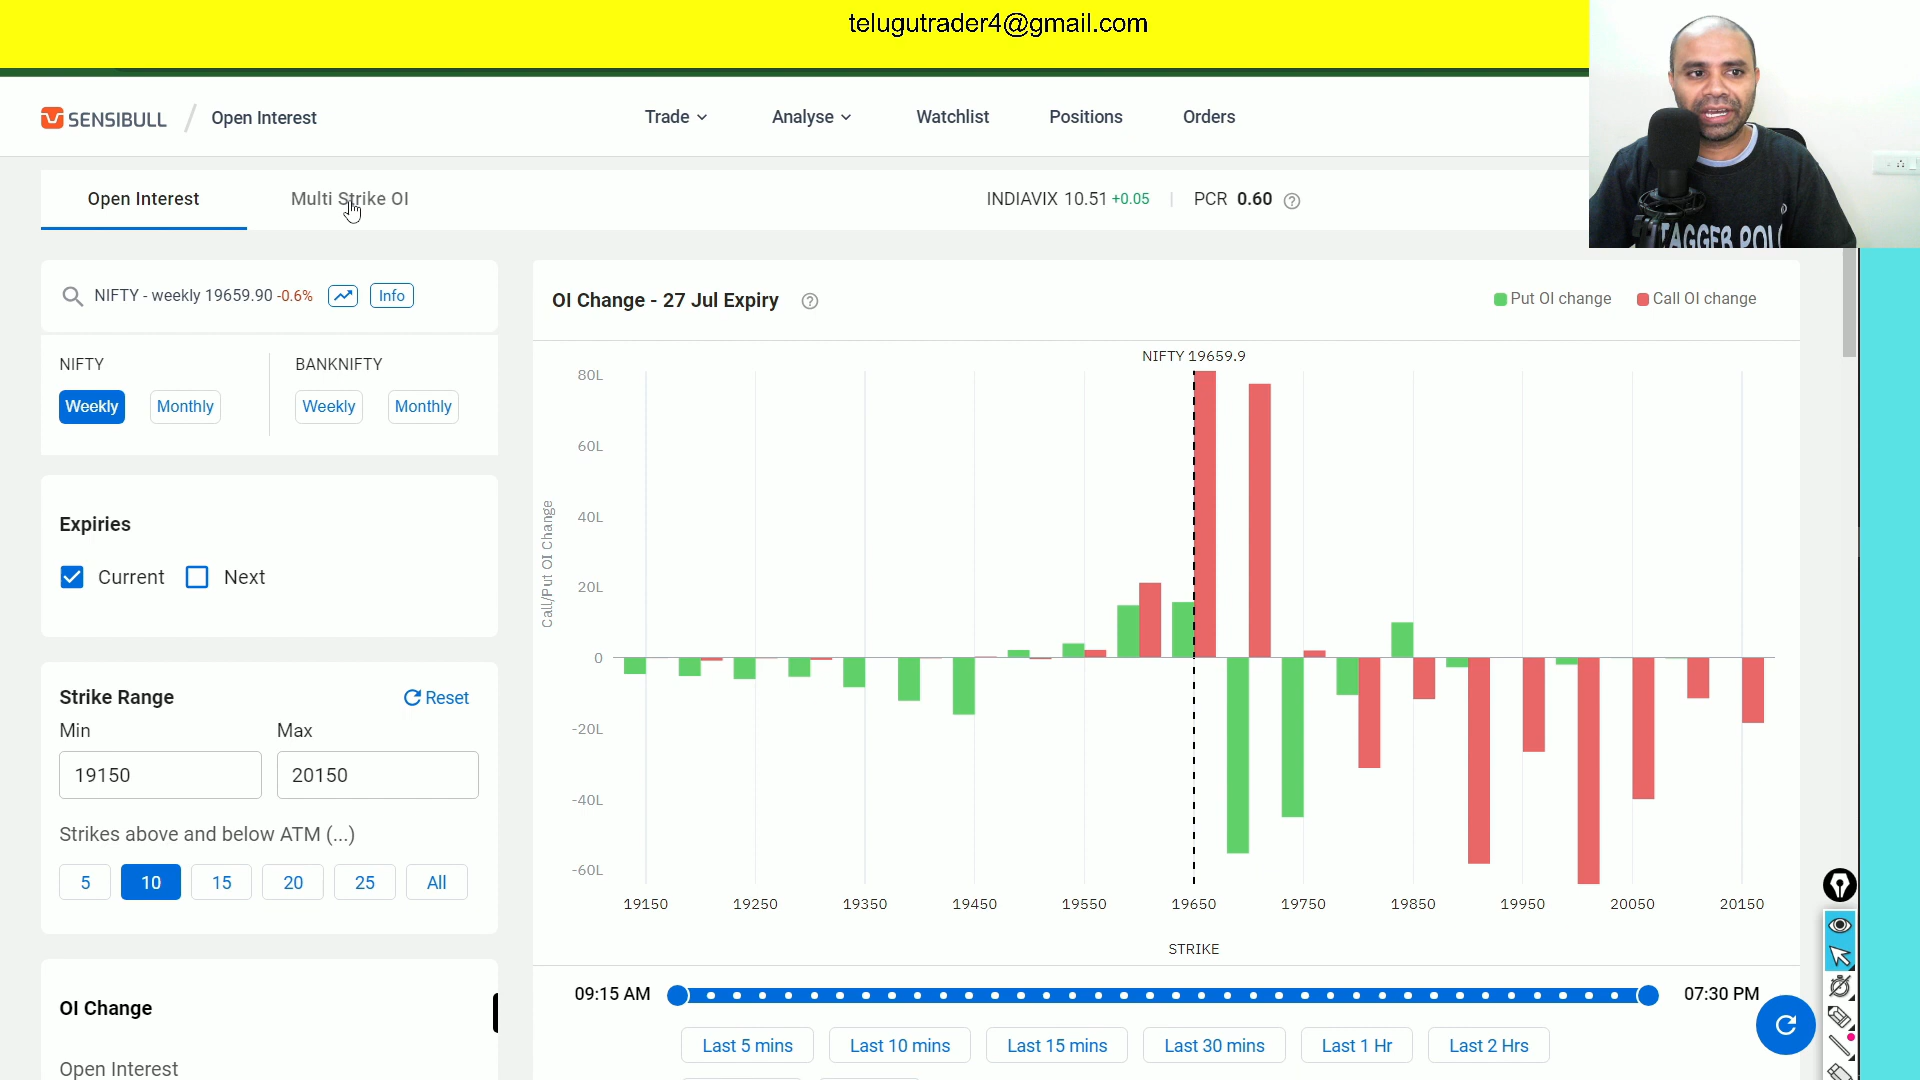 telugutrader4@gmail.com
SENSIBULL / Open Interest
Trade
Analyse
Watchlist
Positions
Orders
Open Interest
Multi Strike OI
INDIAVIX 10.51 +0.05 | PCR 0.60
TAGGER POL
NIFTY - weekly 19659.90 -0.6%
Info
NIFTY
BANKNIFTY
Weekly
Monthly
Weekly
Monthly
Expiries
Current
Next
Strike Range
Reset
Min
Max
19150
20150
Strikes above and below ATM (...)
5
10
15
20
25
All
OI Change
Open Interest
OI Change - 27 Jul Expiry
Put OI change
Call OI change
NIFTY 19659.9
Call/Put OI Change
80L
60L
40L
20L
0
-20L
-40L
-60L
19150
19250
19350
19450
19550
19650
19750
19850
19950
20050
20150
STRIKE
09:15 AM
07:30 PM
Last 5 mins
Last 10 mins
Last 15 mins
Last 30 mins
Last 1 Hr
Last 2 Hrs